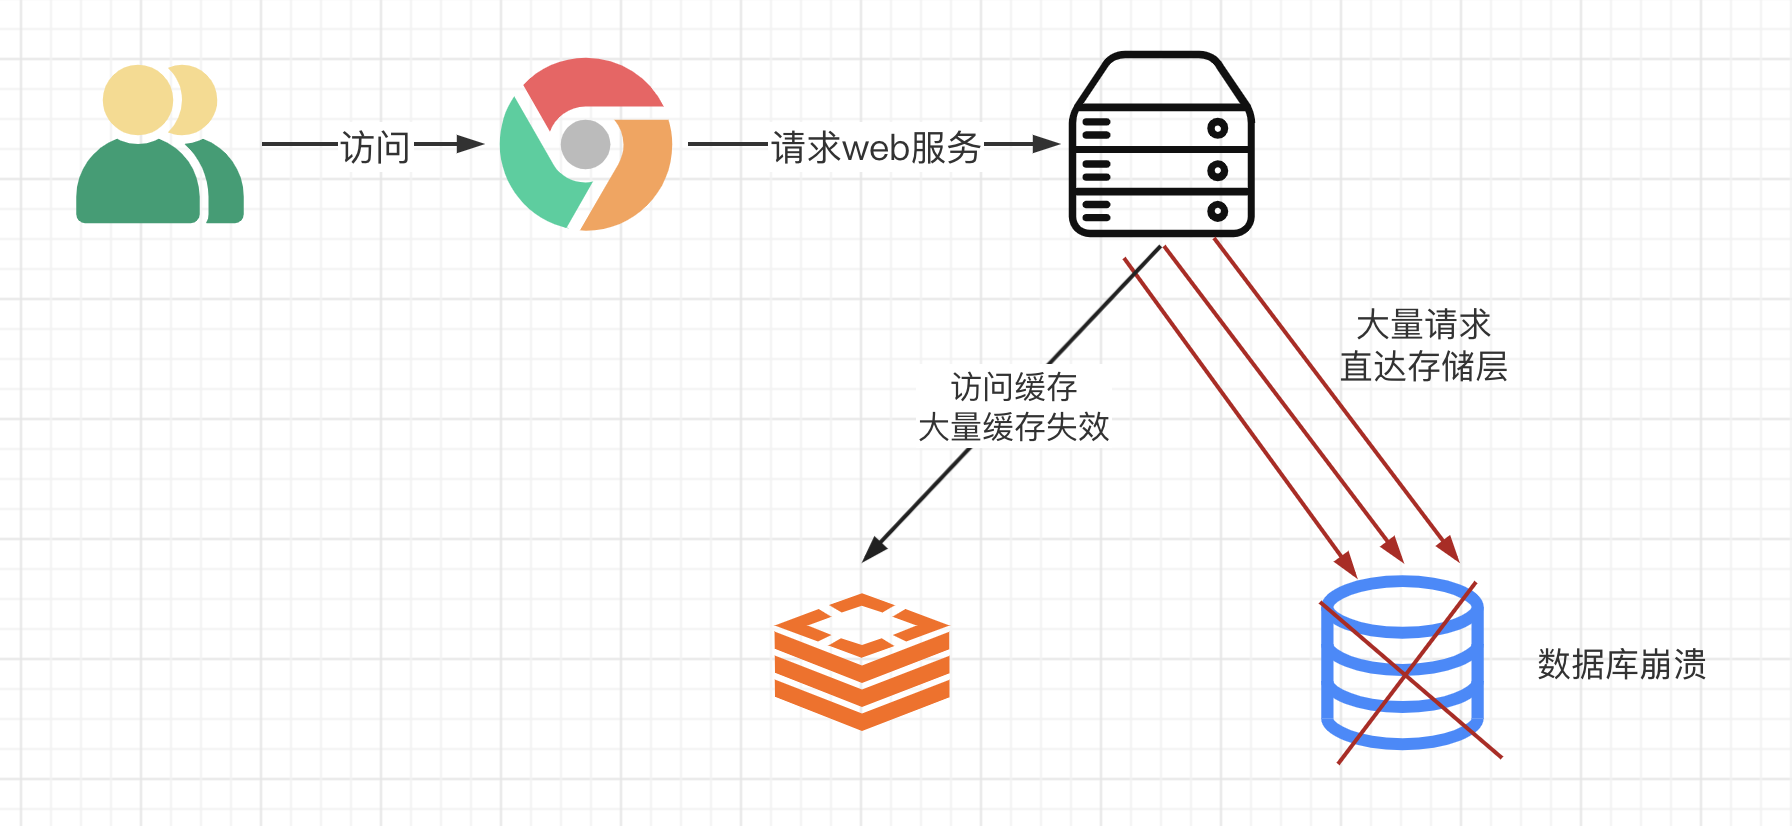 访问
请求web服务
大量请求
直达存储层
访问缓存
大量缓存失效
数据库崩溃